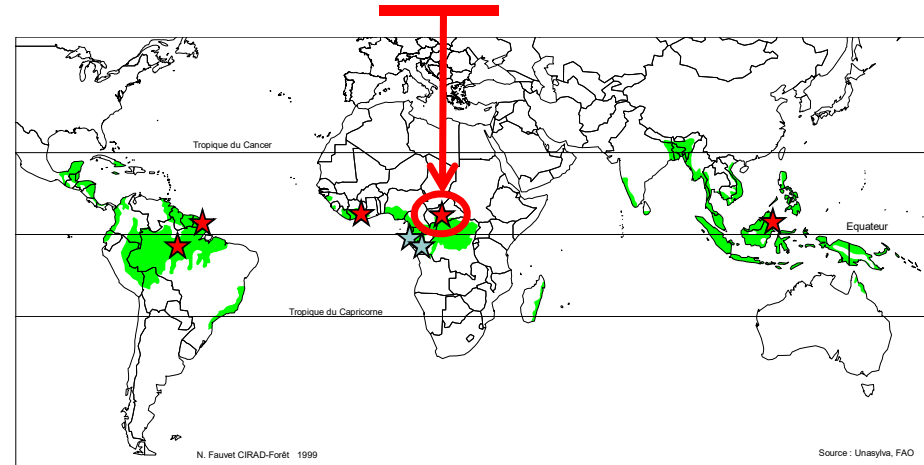 Tropique du Cancer
Equateur
Tropique du Capricorne
N. Fauvet CIRAD-Forêt 1999
Source : Unasylva, FAO